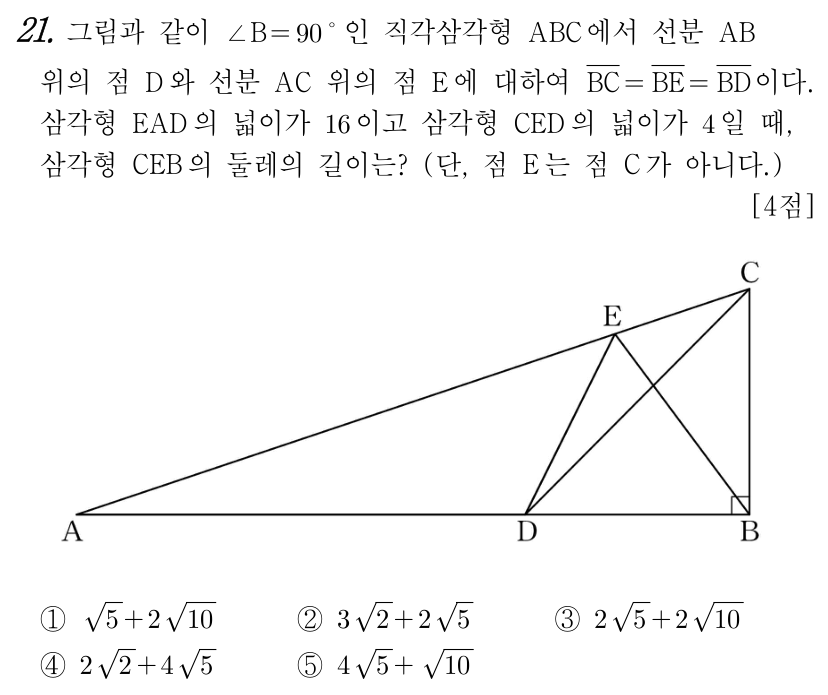 21. 그림과 같이 ∠B=90°인 직각삼각형 ABC에서 선분 AB
위의 점 D와 선분 AC 위의 점 E에 대하여 $\overline{BC}=\overline{BE}=\overline{BD}$이다.
삼각형 EAD의 넓이가 16이고 삼각형 CED의 넓이가 4일 때,
삼각형 CEB의 둘레의 길이는? (단, 점 E는 점 C가 아니다.)
[4점]
C
E
A
D
B
① √5+2√10 ② 3√2+2√5 ③ 2√5+2√10
④ 2√2+4√5 ⑤ 4√5+√10